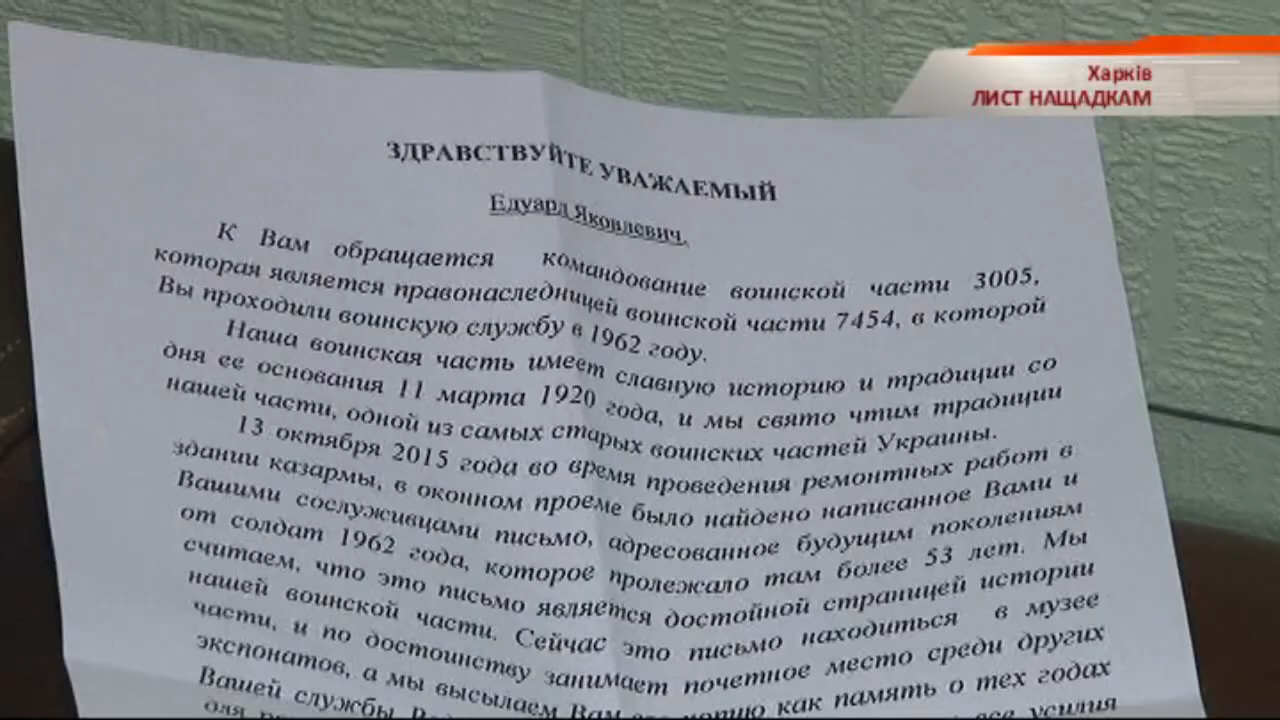 Харків
ЛИСТ НАЩАДКАМ
ЗДРАВСТВУЙТЕ УВАЖАЕМЫЙ
Едуард Яковлевич.
К Вам обращается командование воинской части 3005,
которая является правонаследницей воинской части 7454, в которой
Вы проходили воинскую службу в 1962 году.
Наша воинская часть имеет славную историю и традиции со
дня ее основания 11 марта 1920 года, и мы свято чтим традиции
нашей части, одной из самых старых воинских частей Украины.
13 октября 2015 года во время проведения ремонтных работ в
здании казармы, в оконном проеме было найдено написанное Вами и
Вашими сослуживцами письмо, адресованное будущим поколениям
от солдат 1962 года, которое пролежало там более 53 лет. Мы
считаем, что это письмо является достойной страницей истории
нашей воинской части. Сейчас это письмо находиться в музее
части, и по достоинству занимает почетное место среди других
экспонатов, а мы высылаем Вам его копию как память о тех годах
Вашей службы все усилия